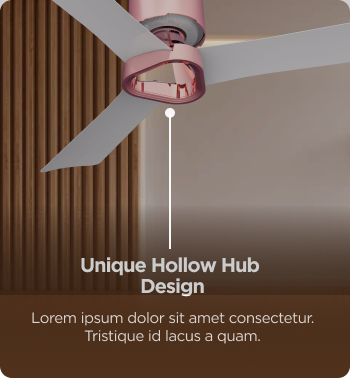 Unique Hollow Hub
Design
Lorem ipsum dolor sit amet consectetur.
Tristique id lacus a quam.